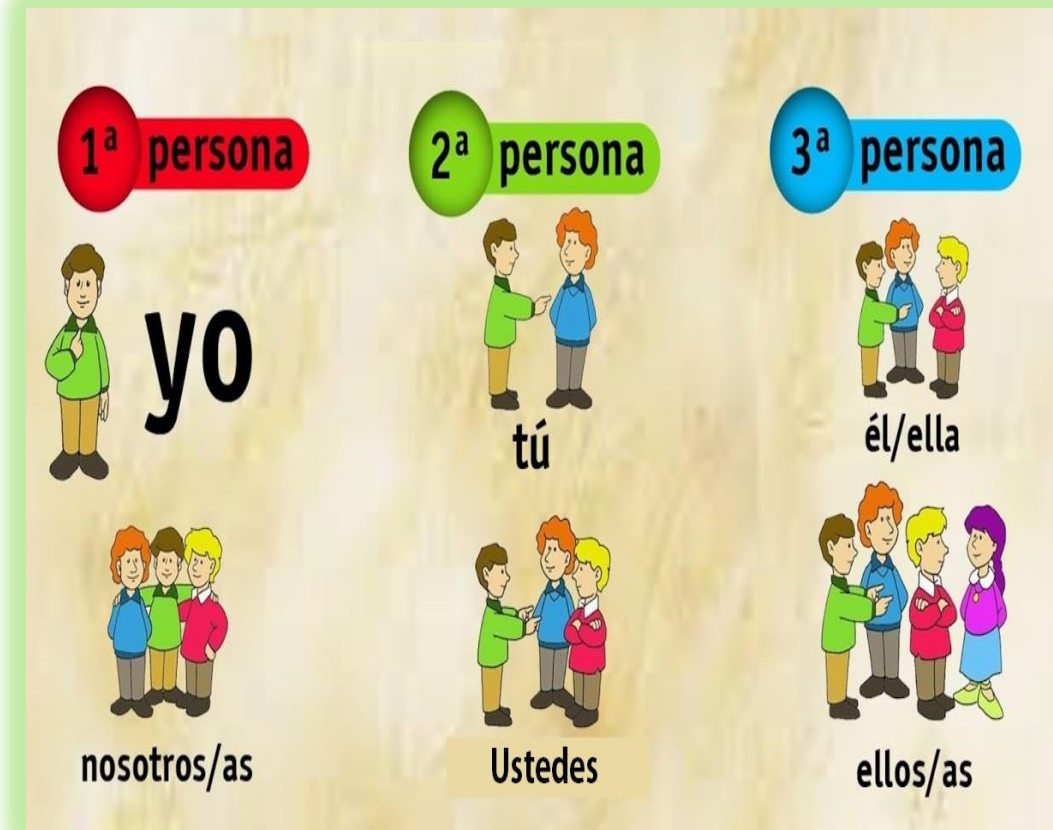 1ª persona
2ª persona
3ª persona
yo
tú
él/ella
nosotros/as
Ustedes
ellos/as